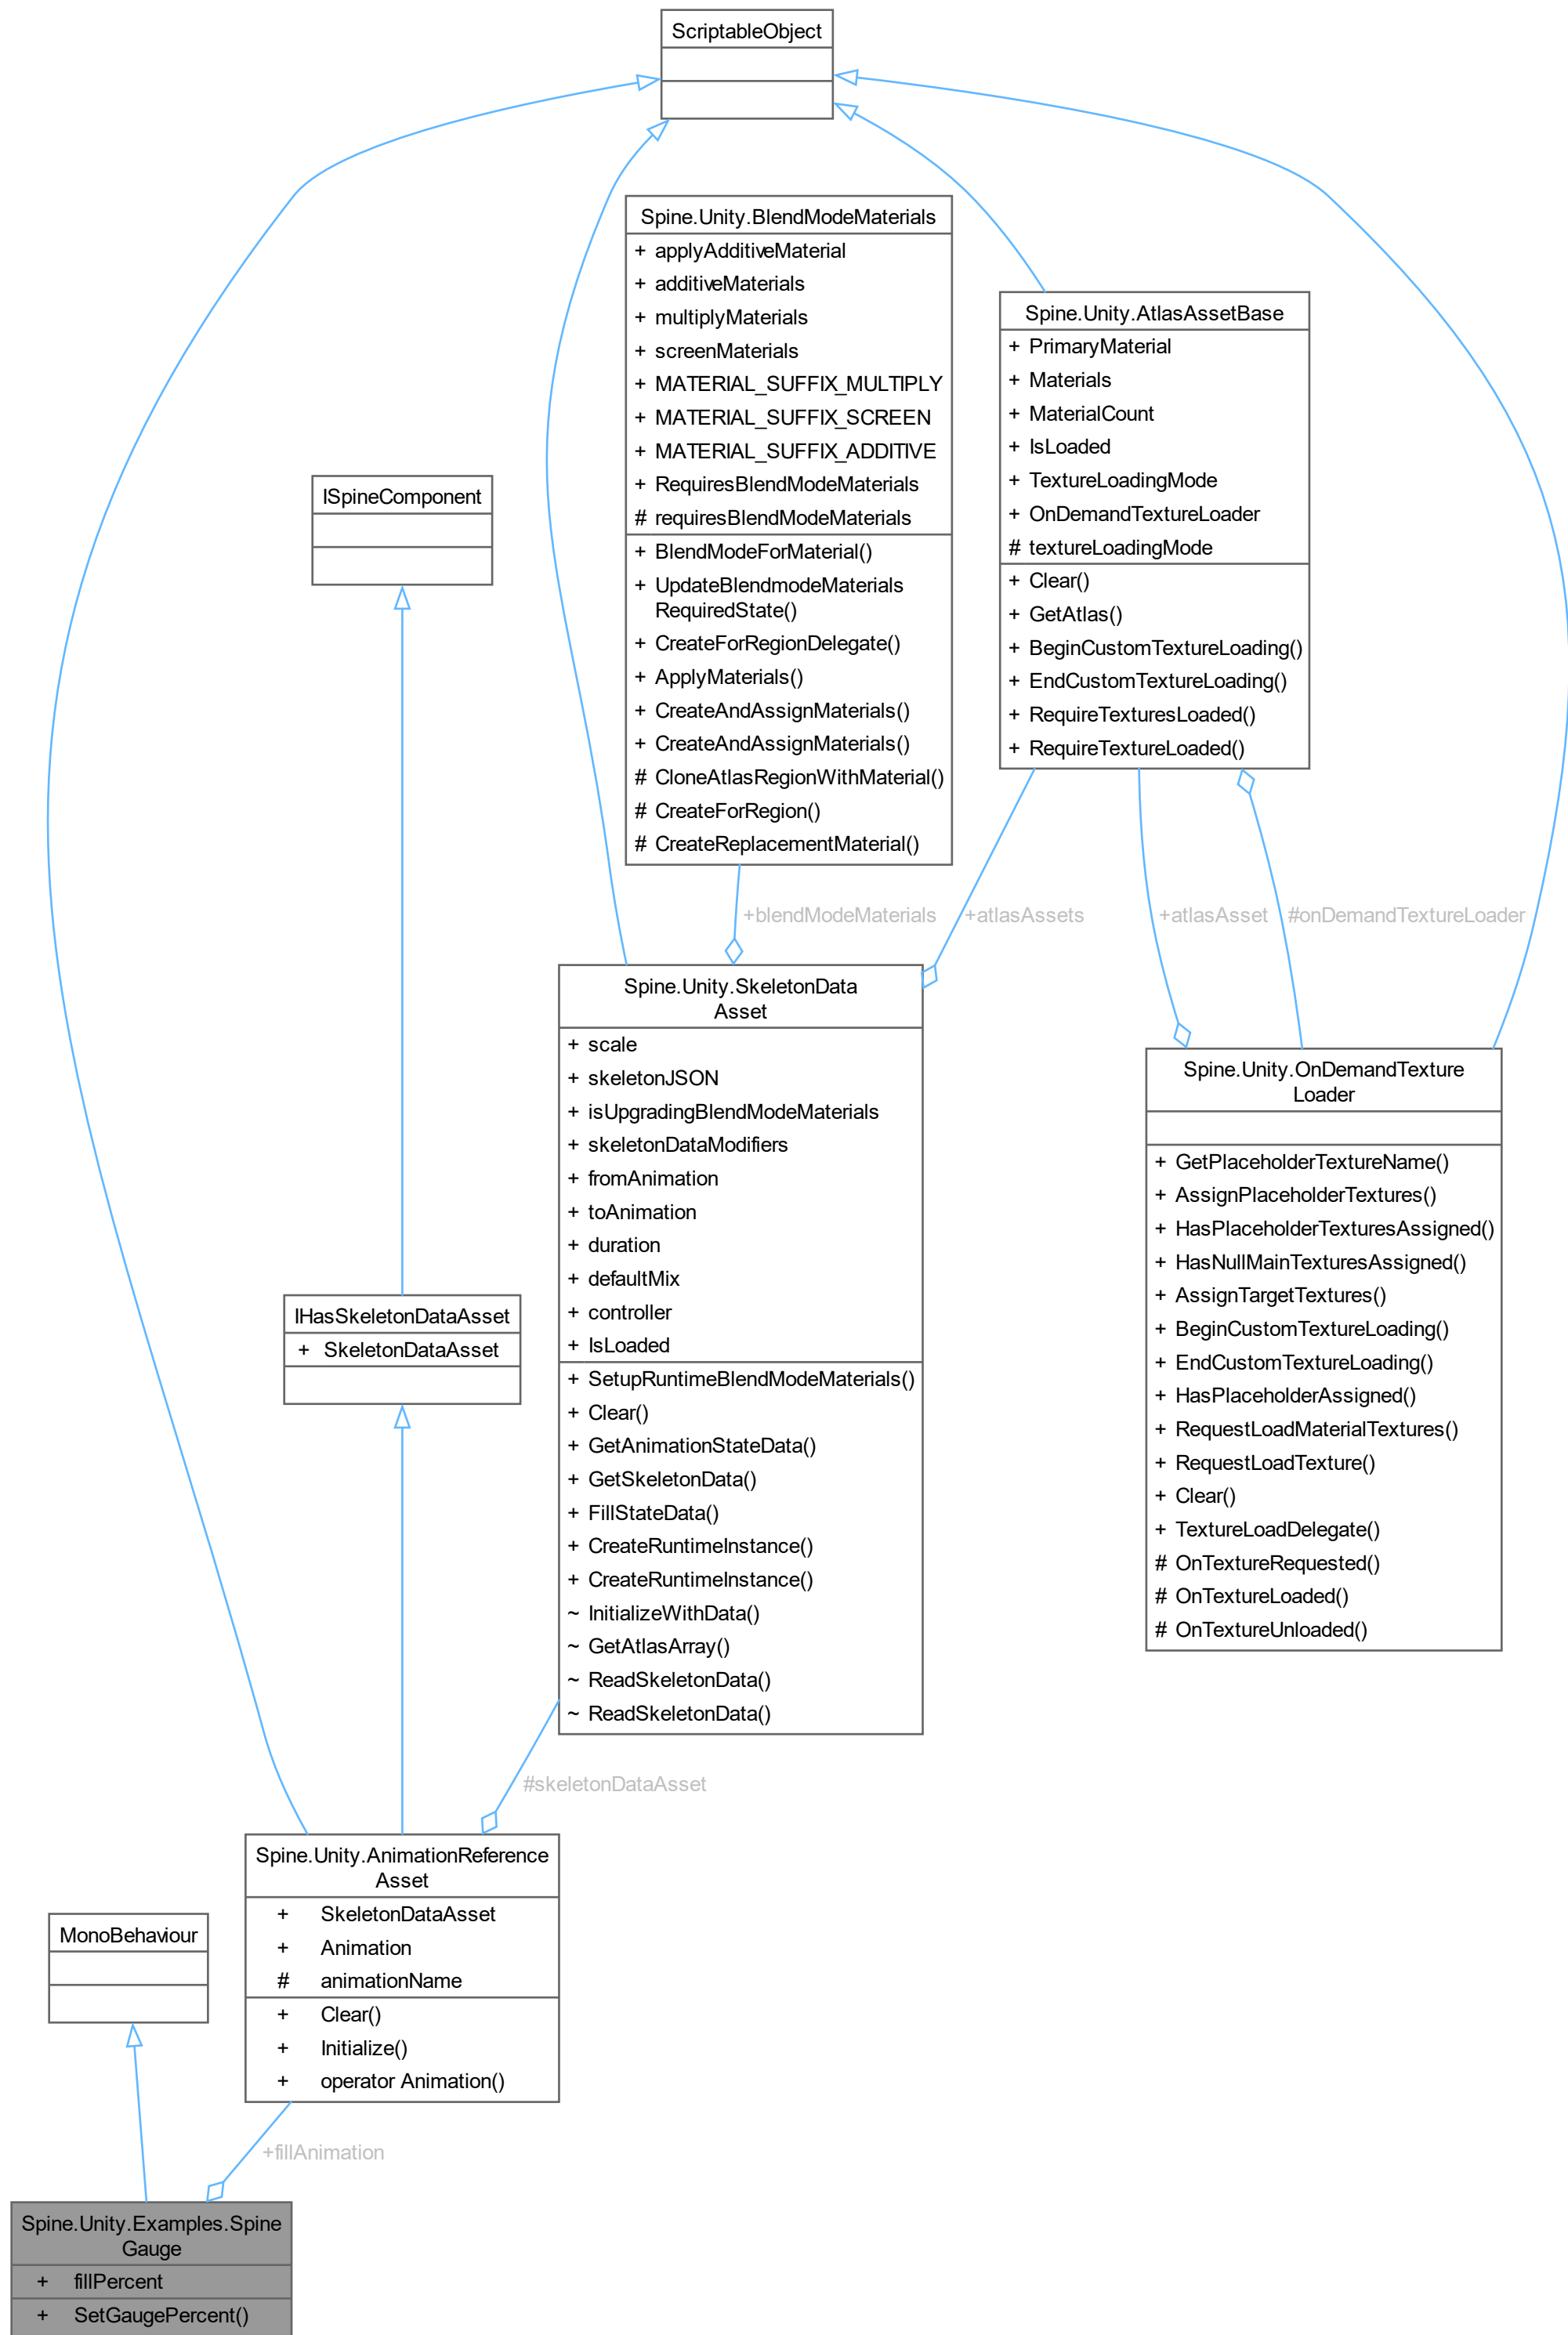 ScriptableObject
Spine.Unity.BlendModeMaterials
+ applyAdditiveMaterial
+ additiveMaterials
+ multiplyMaterials
+ screenMaterials
+ MATERIAL_SUFFIX_MULTIPLY
+ MATERIAL_SUFFIX_SCREEN
+ MATERIAL_SUFFIX_ADDITIVE
+ RequiresBlendModeMaterials
# requiresBlendModeMaterials
+ BlendModeForMaterial()
+ UpdateBlendmodeMaterials
RequiredState()
+ CreateForRegionDelegate()
+ ApplyMaterials()
+ CreateAndAssignMaterials()
+ CreateAndAssignMaterials()
# CloneAtlasRegionWithMaterial()
# CreateForRegion()
# CreateReplacementMaterial()
Spine.Unity.AtlasAssetBase
+ PrimaryMaterial
+ Materials
+ MaterialCount
+ IsLoaded
+ TextureLoadingMode
+ OnDemandTextureLoader
# textureLoadingMode
+ Clear()
+ GetAtlas()
+ BeginCustomTextureLoading()
+ EndCustomTextureLoading()
+ RequireTexturesLoaded()
+ RequireTextureLoaded()
ISpineComponent
+blendModeMaterials
+atlasAssets
+atlasAsset
#onDemandTextureLoader
Spine.Unity.SkeletonData
Asset
+ scale
+ skeletonJSON
+ isUpgradingBlendModeMaterials
+ skeletonDataModifiers
+ fromAnimation
+ toAnimation
+ duration
+ defaultMix
+ controller
+ IsLoaded
+ SetupRuntimeBlendModeMaterials()
+ Clear()
+ GetAnimationStateData()
+ GetSkeletonData()
+ FillStateData()
+ CreateRuntimeInstance()
+ CreateRuntimeInstance()
~ InitializeWithData()
~ GetAtlasArray()
~ ReadSkeletonData()
~ ReadSkeletonData()
Spine.Unity.OnDemandTexture
Loader
+ GetPlaceholderTextureName()
+ AssignPlaceholderTextures()
+ HasPlaceholderTexturesAssigned()
+ HasNullMainTexturesAssigned()
+ AssignTargetTextures()
+ BeginCustomTextureLoading()
+ EndCustomTextureLoading()
+ HasPlaceholderAssigned()
+ RequestLoadMaterialTextures()
+ RequestLoadTexture()
+ Clear()
+ TextureLoadDelegate()
# OnTextureRequested()
# OnTextureLoaded()
# OnTextureUnloaded()
IHasSkeletonDataAsset
+ SkeletonDataAsset
#skeletonDataAsset
Spine.Unity.AnimationReference
Asset
+ SkeletonDataAsset
+ Animation
# animationName
+ Clear()
+ Initialize()
+ operator Animation()
MonoBehaviour
+fillAnimation
Spine.Unity.Examples.Spine
Gauge
+ fillPercent
+ SetGaugePercent()